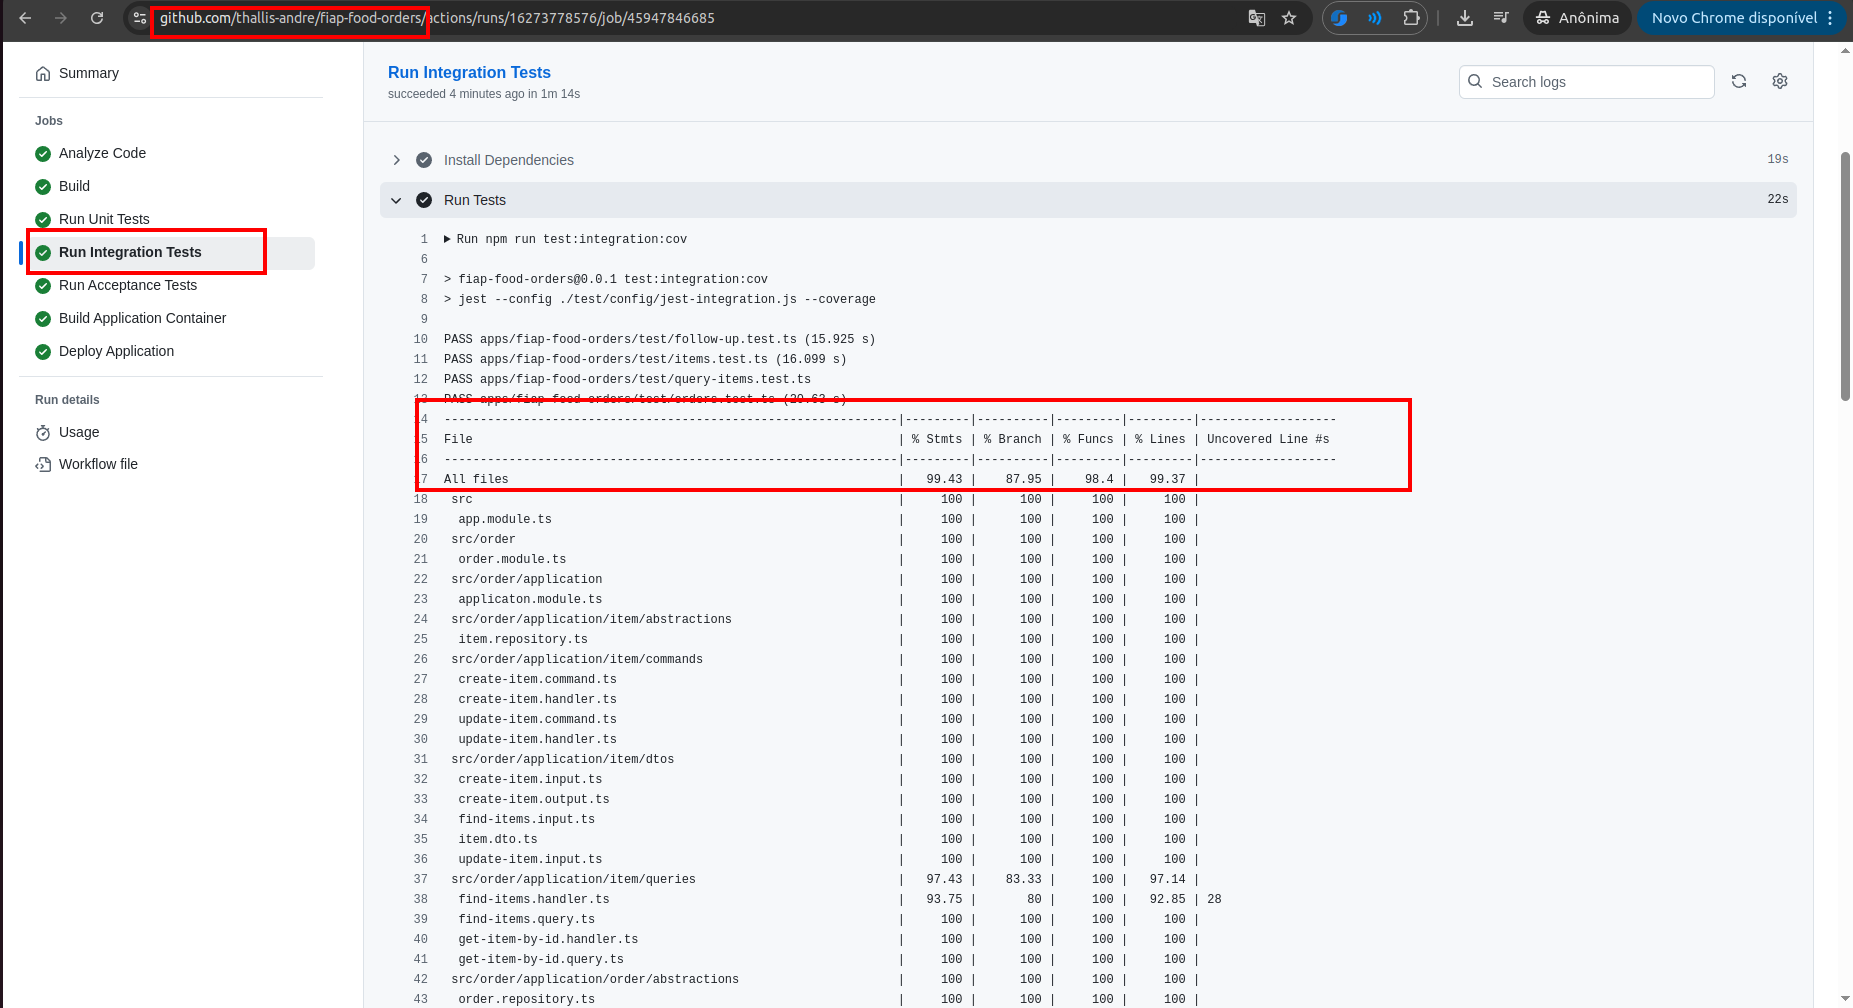 github.com/thallis-andre/fiap-food-orders/actions/runs/16273778576/job/45947846685
Anônima
Novo Chrome disponível
Summary
Jobs
Analyze Code
Build
Run Unit Tests
Run Integration Tests
Run Acceptance Tests
Build Application Container
Deploy Application
Run details
Usage
Workflow file
Run Integration Tests
succeeded 4 minutes ago in 1m 14s
Search logs
Install Dependencies 19s
Run Tests 22s
1 Run npm run test:integration:cov
6
7 > fiap-food-orders@0.0.1 test:integration:cov
8 > jest --config ./test/config/jest-integration.js --coverage
9
10 PASS apps/fiap-food-orders/test/follow-up.test.ts (15.925 s)
11 PASS apps/fiap-food-orders/test/items.test.ts (16.099 s)
12 PASS apps/fiap-food-orders/test/query-items.test.ts
13 PASS apps/fiap-food-orders/test/orders.test.ts (20.63 s)
14 ---------------------------------------------------------------|---------|----------|---------|---------|-------------------
15 File | % Stmts | % Branch | % Funcs | % Lines | Uncovered Line #s
16 ---------------------------------------------------------------|---------|----------|---------|---------|-------------------
17 All files | 99.43 | 87.95 | 98.4 | 99.37 |
18 src | 100 | 100 | 100 | 100 |
19 app.module.ts | 100 | 100 | 100 | 100 |
20 src/order | 100 | 100 | 100 | 100 |
21 order.module.ts | 100 | 100 | 100 | 100 |
22 src/order/application | 100 | 100 | 100 | 100 |
23 applicaton.module.ts | 100 | 100 | 100 | 100 |
24 src/order/application/item/abstractions | 100 | 100 | 100 | 100 |
25 item.repository.ts | 100 | 100 | 100 | 100 |
26 src/order/application/item/commands | 100 | 100 | 100 | 100 |
27 create-item.command.ts | 100 | 100 | 100 | 100 |
28 create-item.handler.ts | 100 | 100 | 100 | 100 |
29 update-item.command.ts | 100 | 100 | 100 | 100 |
30 update-item.handler.ts | 100 | 100 | 100 | 100 |
31 src/order/application/item/dtos | 100 | 100 | 100 | 100 |
32 create-item.input.ts | 100 | 100 | 100 | 100 |
33 create-item.output.ts | 100 | 100 | 100 | 100 |
34 find-items.input.ts | 100 | 100 | 100 | 100 |
35 item.dto.ts | 100 | 100 | 100 | 100 |
36 update-item.input.ts | 100 | 100 | 100 | 100 |
37 src/order/application/item/queries | 97.43 | 83.33 | 100 | 97.14 |
38 find-items.handler.ts | 93.75 | 80 | 100 | 92.85 | 28
39 find-items.query.ts | 100 | 100 | 100 | 100 |
40 get-item-by-id.handler.ts | 100 | 100 | 100 | 100 |
41 get-item-by-id.query.ts | 100 | 100 | 100 | 100 |
42 src/order/application/order/abstractions | 100 | 100 | 100 | 100 |
43 order.repository.ts | 100 | 100 | 100 | 100 |